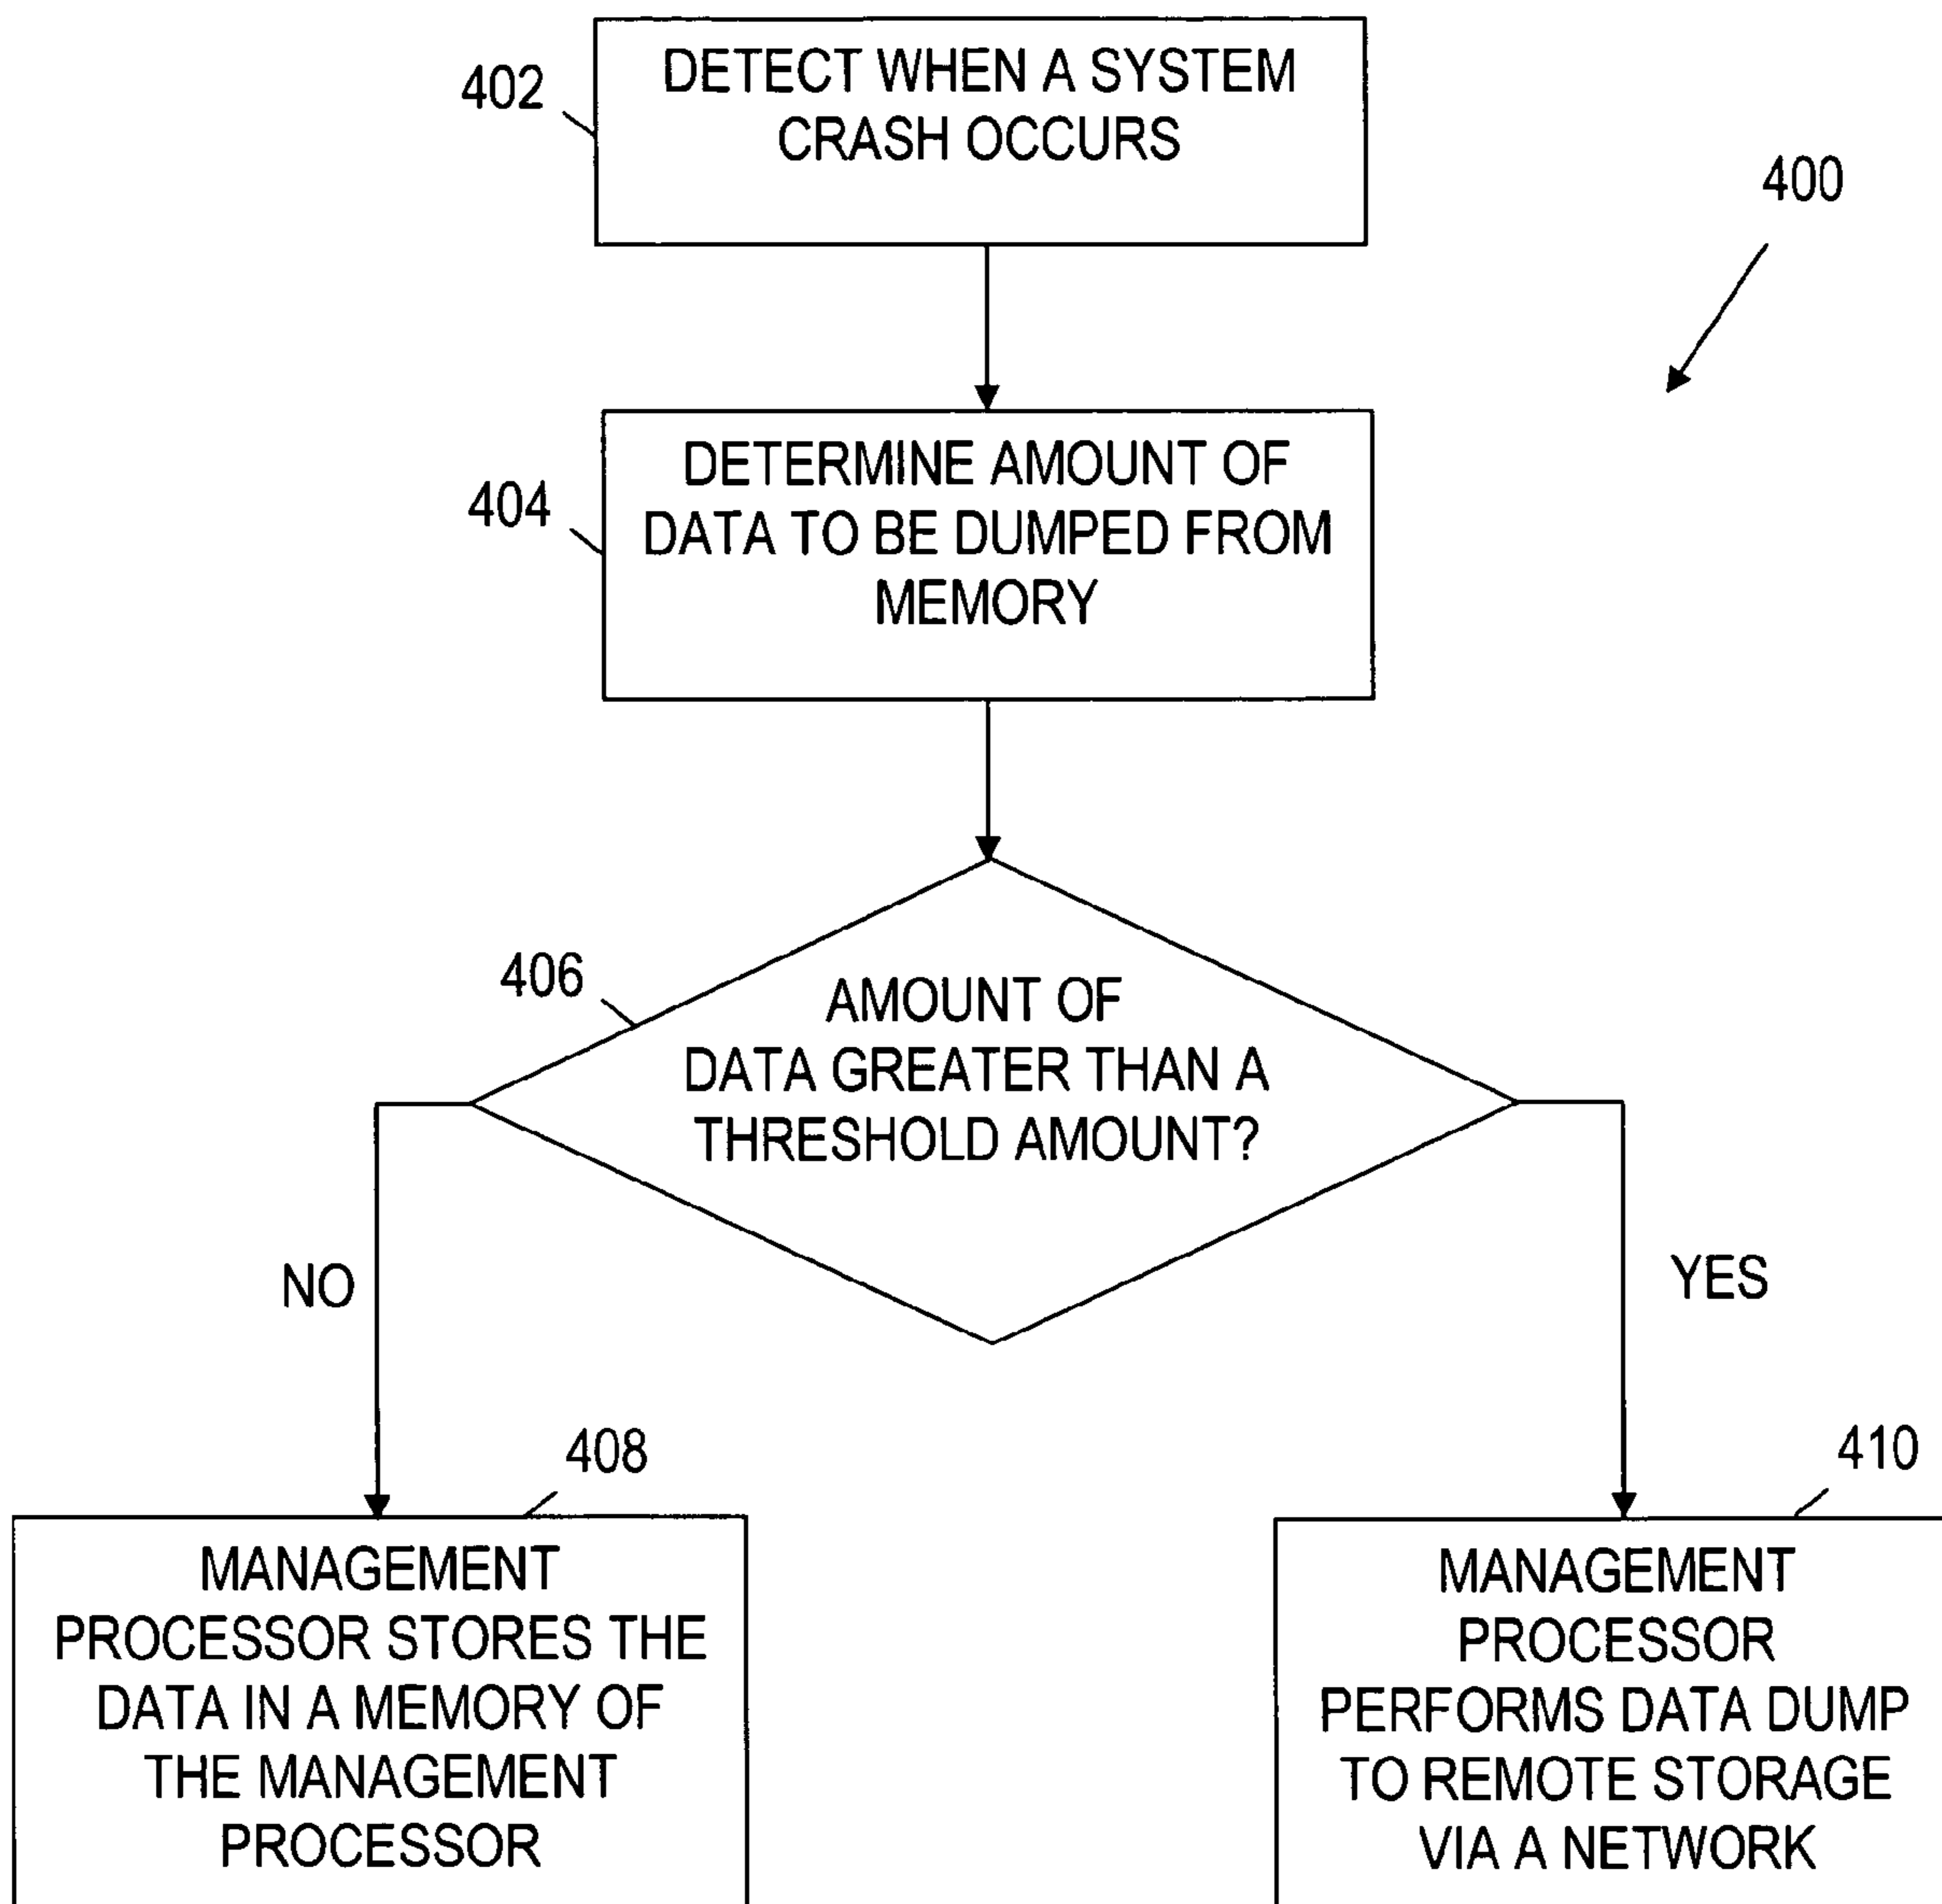 402
DETECT WHEN A SYSTEM
CRASH OCCURS
400
404
DETERMINE AMOUNT OF
DATA TO BE DUMPED FROM
MEMORY
406
AMOUNT OF
DATA GREATER THAN A
THRESHOLD AMOUNT?
NO
YES
408
MANAGEMENT
PROCESSOR STORES THE
DATA IN A MEMORY OF
THE MANAGEMENT
PROCESSOR
410
MANAGEMENT
PROCESSOR
PERFORMS DATA DUMP
TO REMOTE STORAGE
VIA A NETWORK